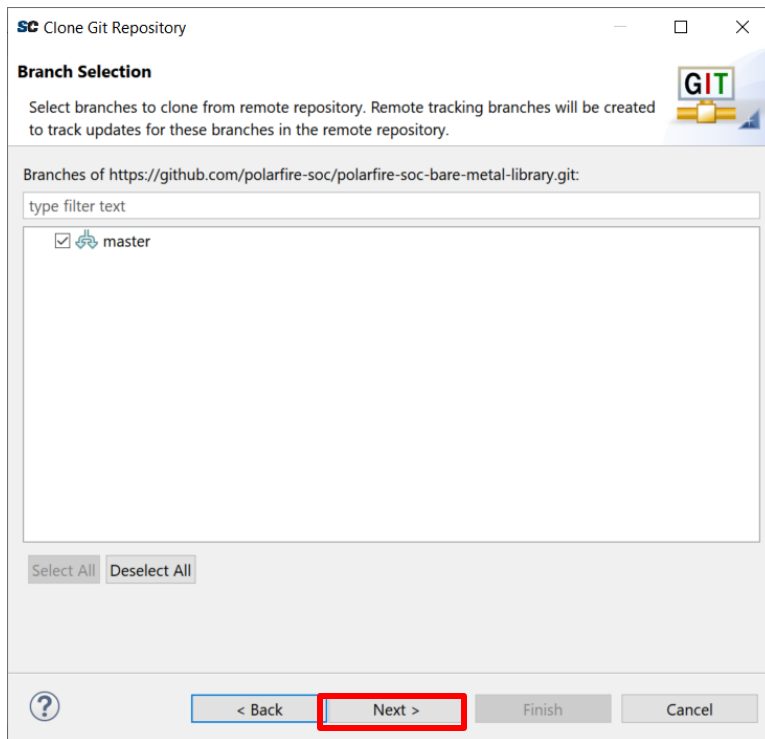 SC Clone Git Repository
Branch Selection
Select branches to clone from remote repository. Remote tracking branches will be created
to track updates for these branches in the remote repository.
GIT
Branches of https://github.com/polarfire-soc/polarfire-soc-bare-metal-library.git:
type filter text
master
Select All Deselect All
? < Back Next > Finish Cancel